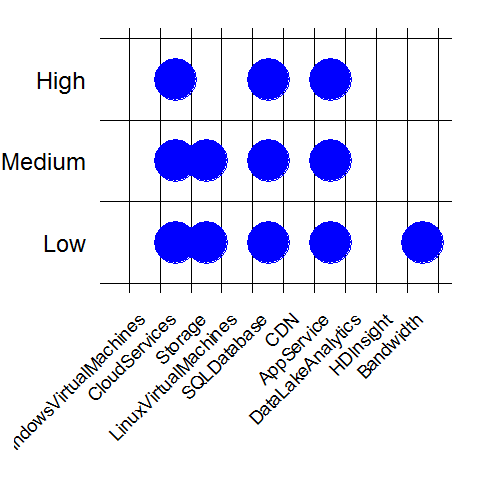 High
Medium
Low
ndowsVirtualMachines
CloudServices
Storage
LinuxVirtualMachines
SQLDatabase
CDN
AppService
DataLakeAnalytics
HDInsight
Bandwidth